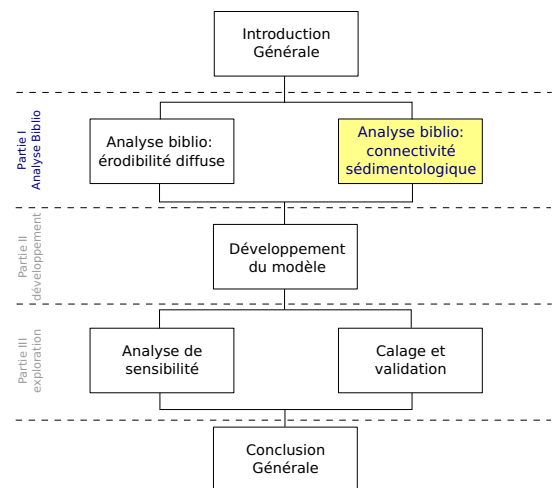 Introduction
Générale
Partie I
Analyse Biblio
Analyse biblio:
érodibilité diffuse
Analyse biblio:
connectivité
sédimentologique
Partie II
développement
Développement
du modèle
Partie III
exploration
Analyse de
sensibilité
Calage et
validation
Conclusion
Générale